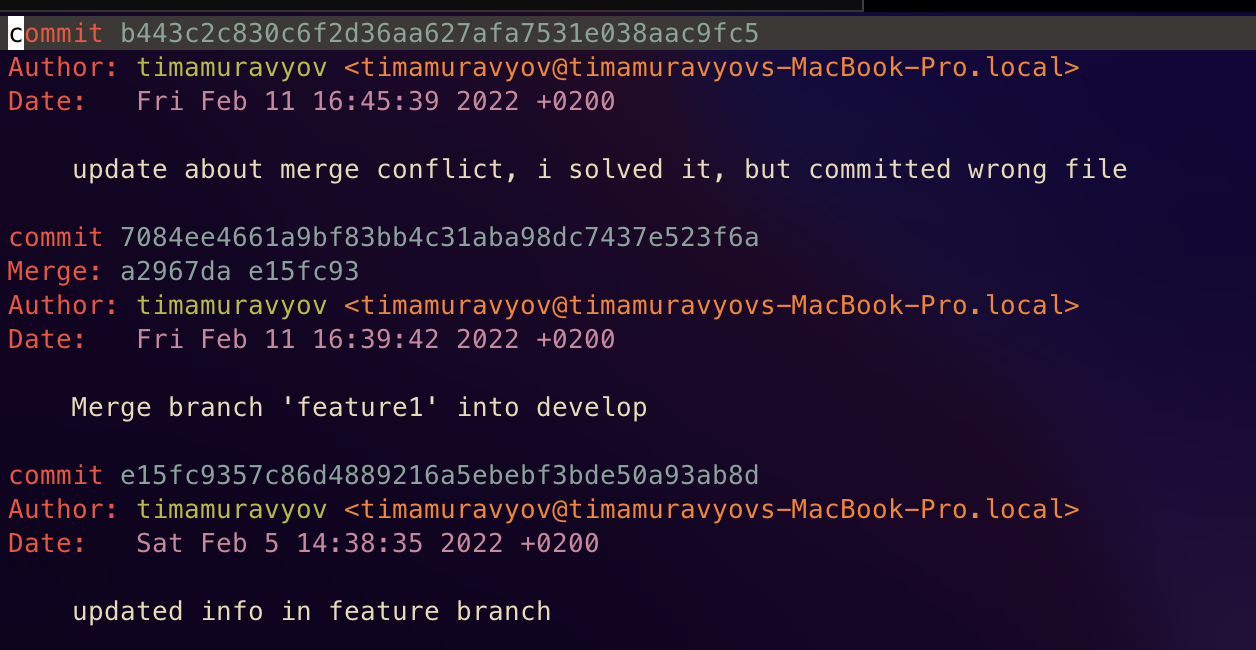 commit b443c2c830c6f2d36aa627afa7531e038aac9fc5
Author: timamuravyov <timamuravyov@timamuravyovs-MacBook-Pro.local>
Date:   Fri Feb 11 16:45:39 2022 +0200
update about merge conflict, i solved it, but committed wrong file
commit 7084ee4661a9bf83bb4c31aba98dc7437e523f6a
Merge: a2967da e15fc93
Author: timamuravyov <timamuravyov@timamuravyovs-MacBook-Pro.local>
Date:   Fri Feb 11 16:39:42 2022 +0200
Merge branch 'feature1' into develop
commit e15fc9357c86d4889216a5ebebf3bde50a93ab8d
Author: timamuravyov <timamuravyov@timamuravyovs-MacBook-Pro.local>
Date:   Sat Feb 5 14:38:35 2022 +0200
updated info in feature branch